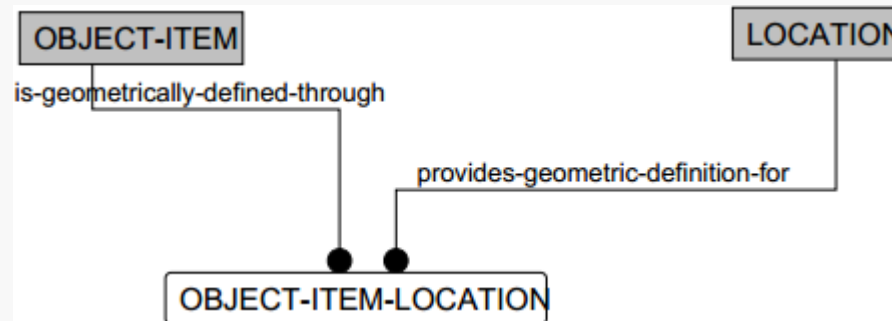 OBJECT-ITEM
LOCATION
is-geometrically-defined-through
provides-geometric-definition-for
OBJECT-ITEM-LOCATION